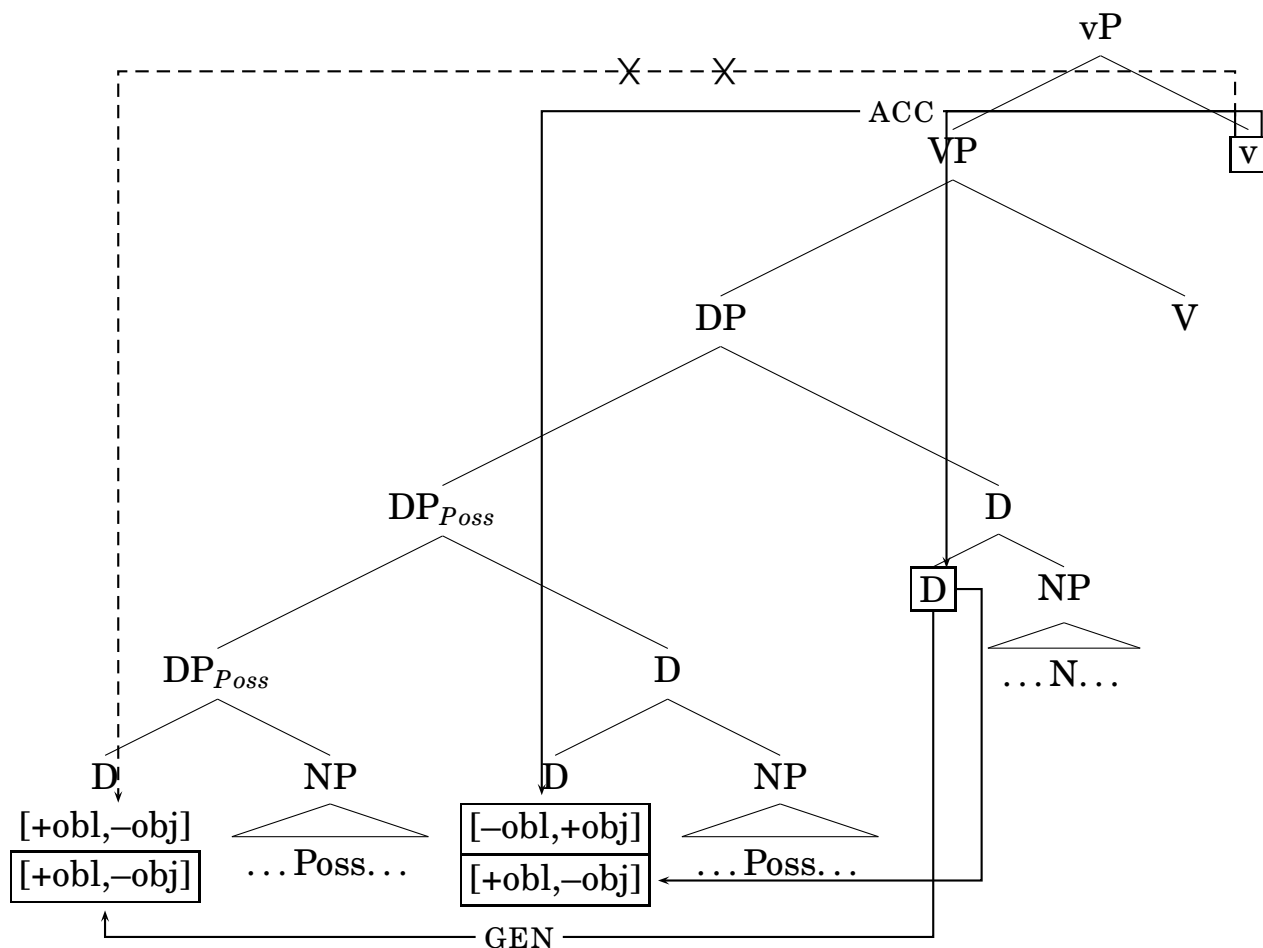 vP
X X
ACC
VP v
DP V
DP_Poss D
D NP
DP_Poss D ...N...
D NP D NP
[+obl,–obj] [–obl,+obj]
[+obl,–obj] ...Poss... [+obl,–obj] ...Poss...
GEN